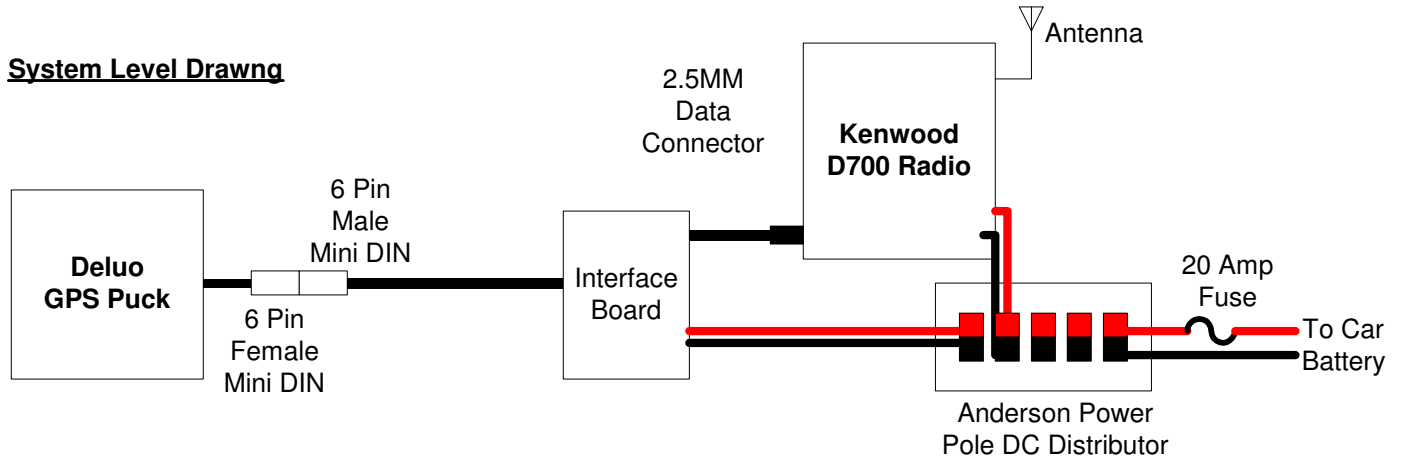 System Level Drawng
Antenna
2.5MM
Data
Connector
Kenwood
D700 Radio
6 Pin
Male
Mini DIN
Deluo
GPS Puck
6 Pin
Female
Mini DIN
Interface
Board
20 Amp
Fuse
To Car
Battery
Anderson Power
Pole DC Distributor